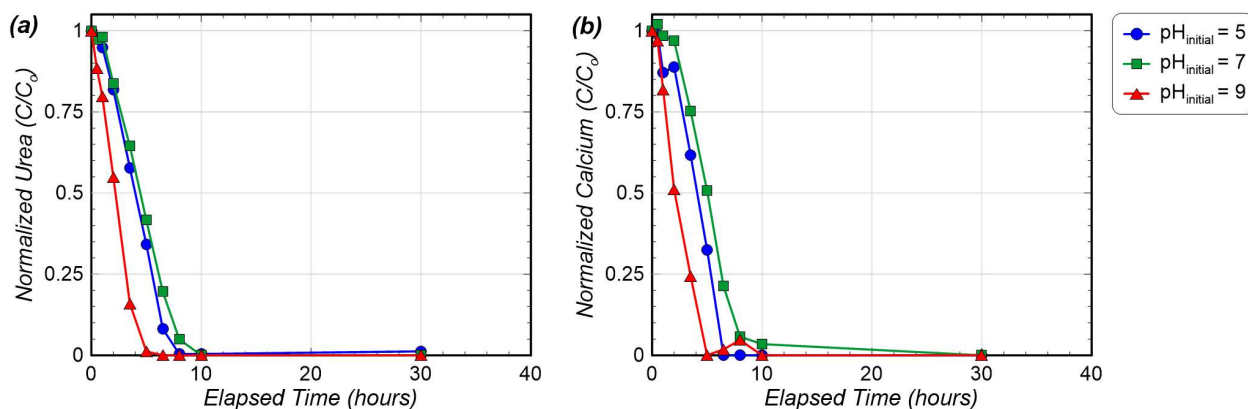 (a)
Normalized Urea (C/Cₒ)
1
0.75
0.5
0.25
0
0 10 20 30 40
Elapsed Time (hours)
(b)
Normalized Calcium (C/Cₒ)
1
0.75
0.5
0.25
0
0 10 20 30 40
Elapsed Time (hours)
pHinitial = 5
pHinitial = 7
pHinitial = 9